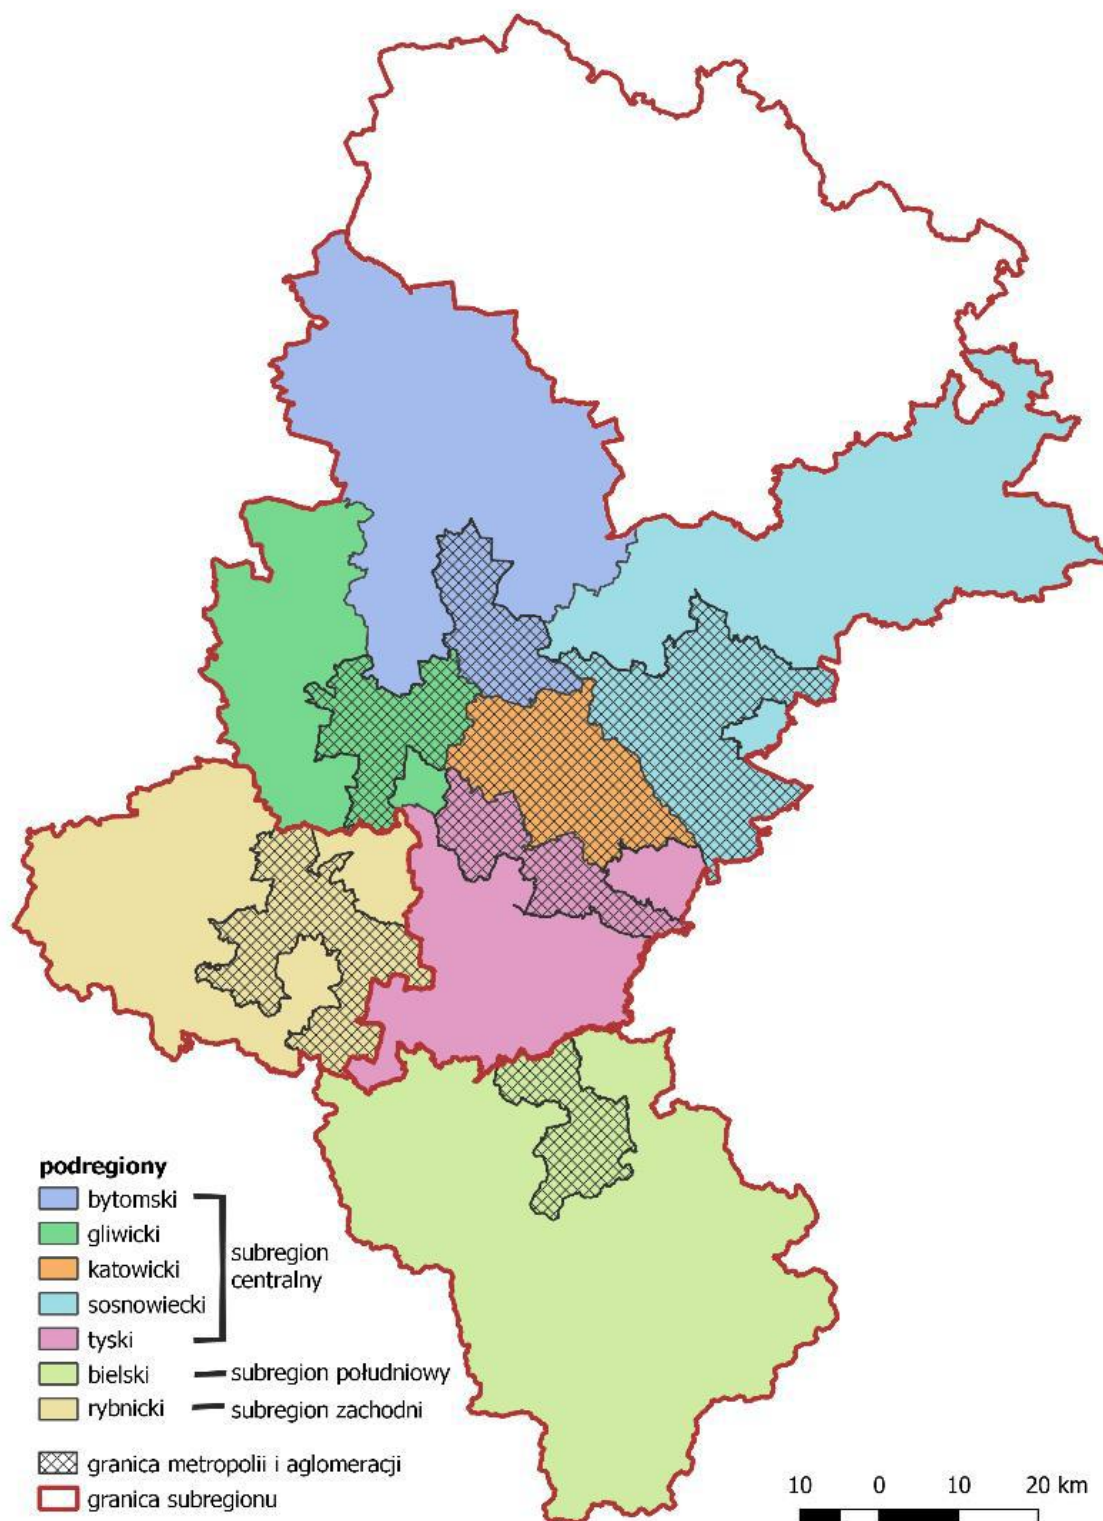 podregiony
bytomski
gliwicki
subregion
centralny
katowicki
sosnowiecki
tyski
bielski
subregion południowy
rybnicki
subregion zachodni
granica metropolii i aglomeracji
granica subregionu
10 0 10 20 km